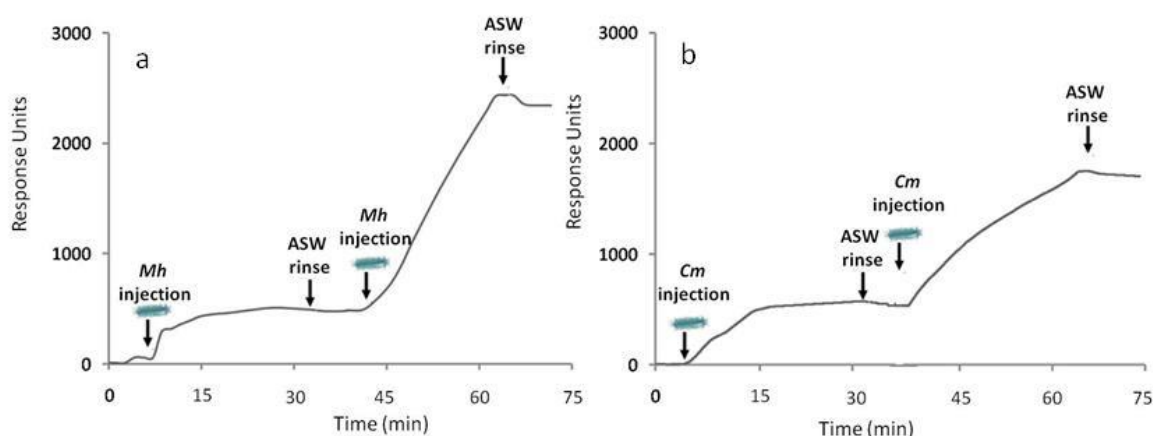 a
3000
2000
1000
0
Response Units
0
15
30
45
60
75
Time (min)
Mh
injection
ASW
rinse
Mh
injection
ASW
rinse
b
3000
2000
1000
0
Response Units
0
15
30
45
60
75
Time (min)
Cm
injection
ASW
rinse
Cm
injection
ASW
rinse